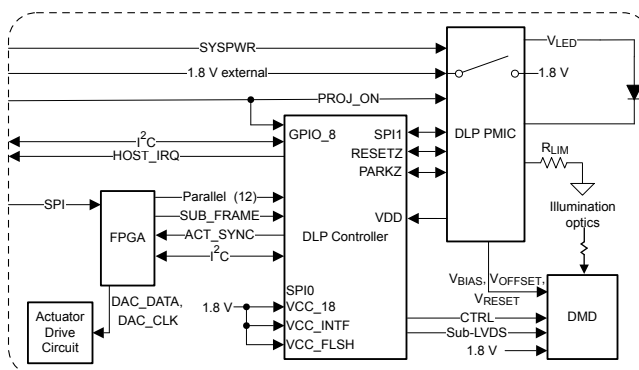 SYSPWR
VLED
1.8 V external
1.8 V
PROJ_ON
DLP PMIC
GPIO_8
SPI1
I2C
HOST_IRQ
RESETZ
RLIM
PARKZ
SPI
Parallel (12)
SUB_FRAME
ACT_SYNC
I2C
FPGA
DLP Controller
VDD
Illumination
optics
DAC_DATA,
DAC_CLK
SPI0
1.8 V
VCC_18
VCC_INTF
VCC_FLSH
VBIAS, VOFFSET,
VRESET
Actuator
Drive
Circuit
CTRL
Sub-LVDS
1.8 V
DMD